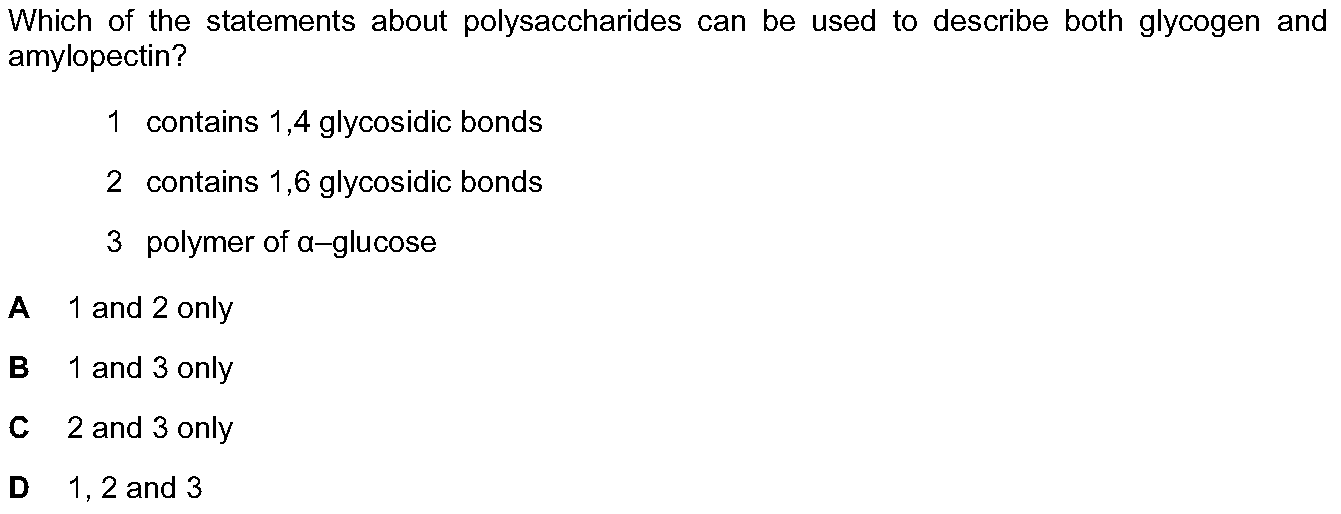 Which of the statements about polysaccharides can be used to describe both glycogen and
amylopectin?
1 contains 1,4 glycosidic bonds
2 contains 1,6 glycosidic bonds
3 polymer of α–glucose
A 1 and 2 only
B 1 and 3 only
C 2 and 3 only
D 1, 2 and 3